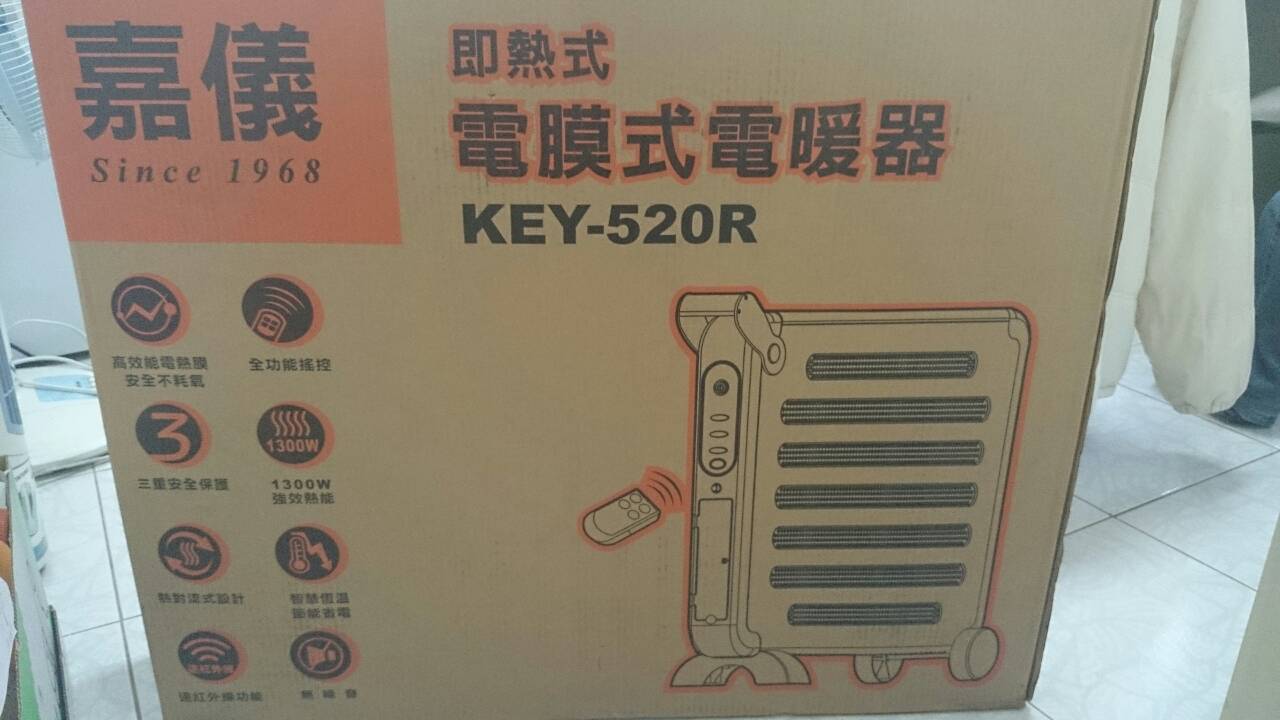 嘉儀
Since 1968
即熱式
電膜式電暖器
KEY-520R
高效能電熱膜
安全不耗氧
全功能搖控
3
三重安全保護
1300W
1300W
強效熱能
熱對流式設計
智慧恆溫
節能省電
遠紅外線
遠紅外線功能
無噪音